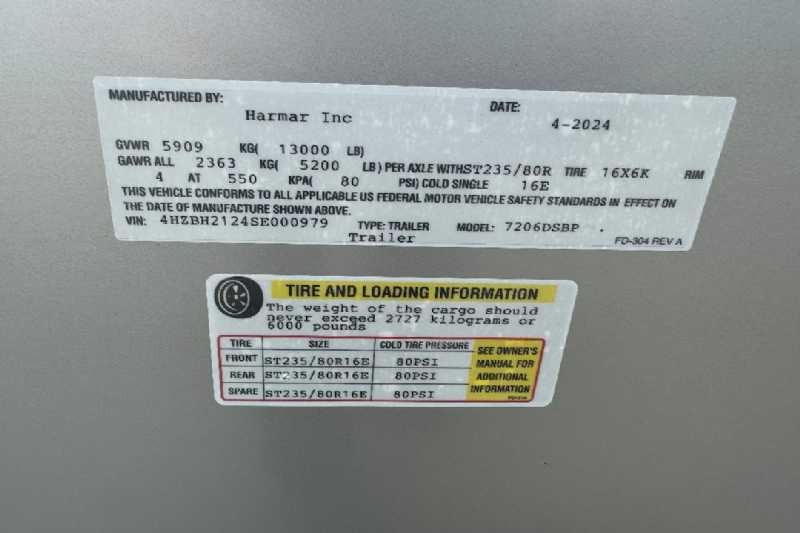 MANUFACTURED BY: DATE:
Harmar Inc 4-2024
GVWR 5909 KG( 13000 LB)
GAWR ALL 2363 KG( 5200 LB) PER AXLE WITH ST235/80R TIRE 16X6K RIM
4 AT 550 KPA( 80 PSI) COLD SINGLE 16E
THIS VEHICLE CONFORMS TO ALL APPLICABLE US FEDERAL MOTOR VEHICLE SAFETY STANDARDS IN EFFECT ON
THE DATE OF MANUFACTURE SHOWN ABOVE.
VIN: 4HZBH2124SE000979 TYPE: TRAILER MODEL: 7206DSBP .
Trailer FD-304 REV A
TIRE AND LOADING INFORMATION
The weight of the cargo should
never exceed 2727 kilograms or
6000 pounds
TIRE SIZE COLD TIRE PRESSURE
FRONT ST235/80R16E 80PSI
REAR ST235/80R16E 80PSI
SPARE ST235/80R16E 80PSI
SEE OWNER'S
MANUAL FOR
ADDITIONAL
INFORMATION